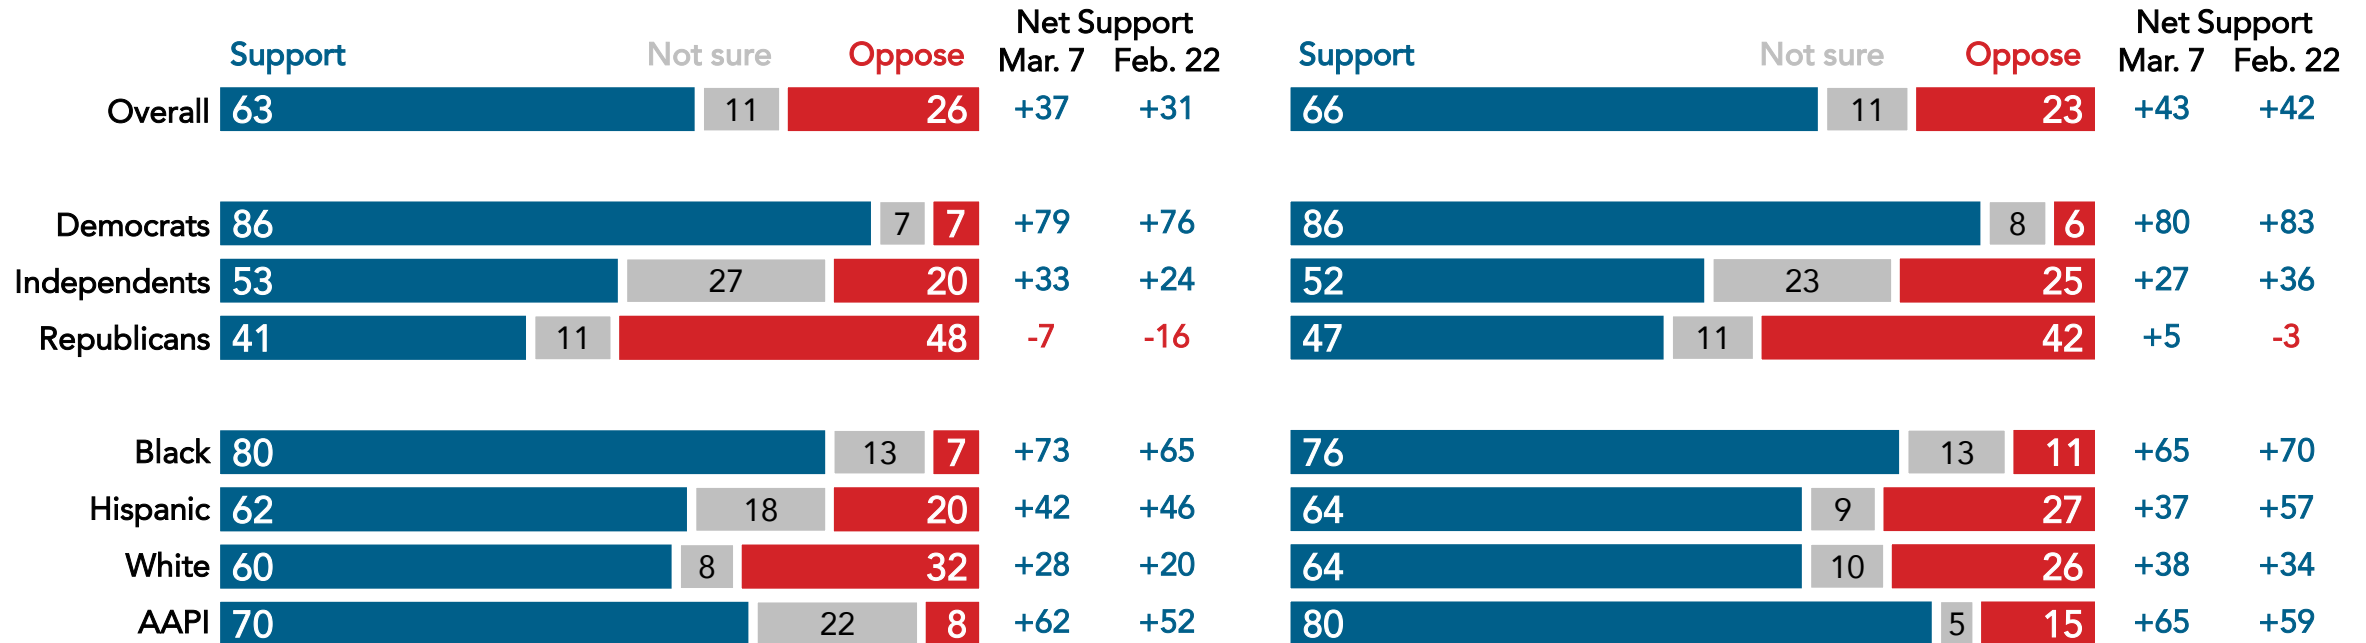 Net Support Net Support
Support Not sure Oppose Mar. 7 Feb. 22 Support Not sure Oppose Mar. 7 Feb. 22
Overall 63 11 26 +37 +31 66 11 23 +43 +42
Democrats 86 7 7 +79 +76 86 8 6 +80 +83
Independents 53 27 20 +33 +24 52 23 25 +27 +36
Republicans 41 11 48 -7 -16 47 11 42 +5 -3
Black 80 13 7 +73 +65 76 13 11 +65 +70
Hispanic 62 18 20 +42 +46 64 9 27 +37 +57
White 60 8 32 +28 +20 64 10 26 +38 +34
AAPI 70 22 8 +62 +52 80 5 15 +65 +59